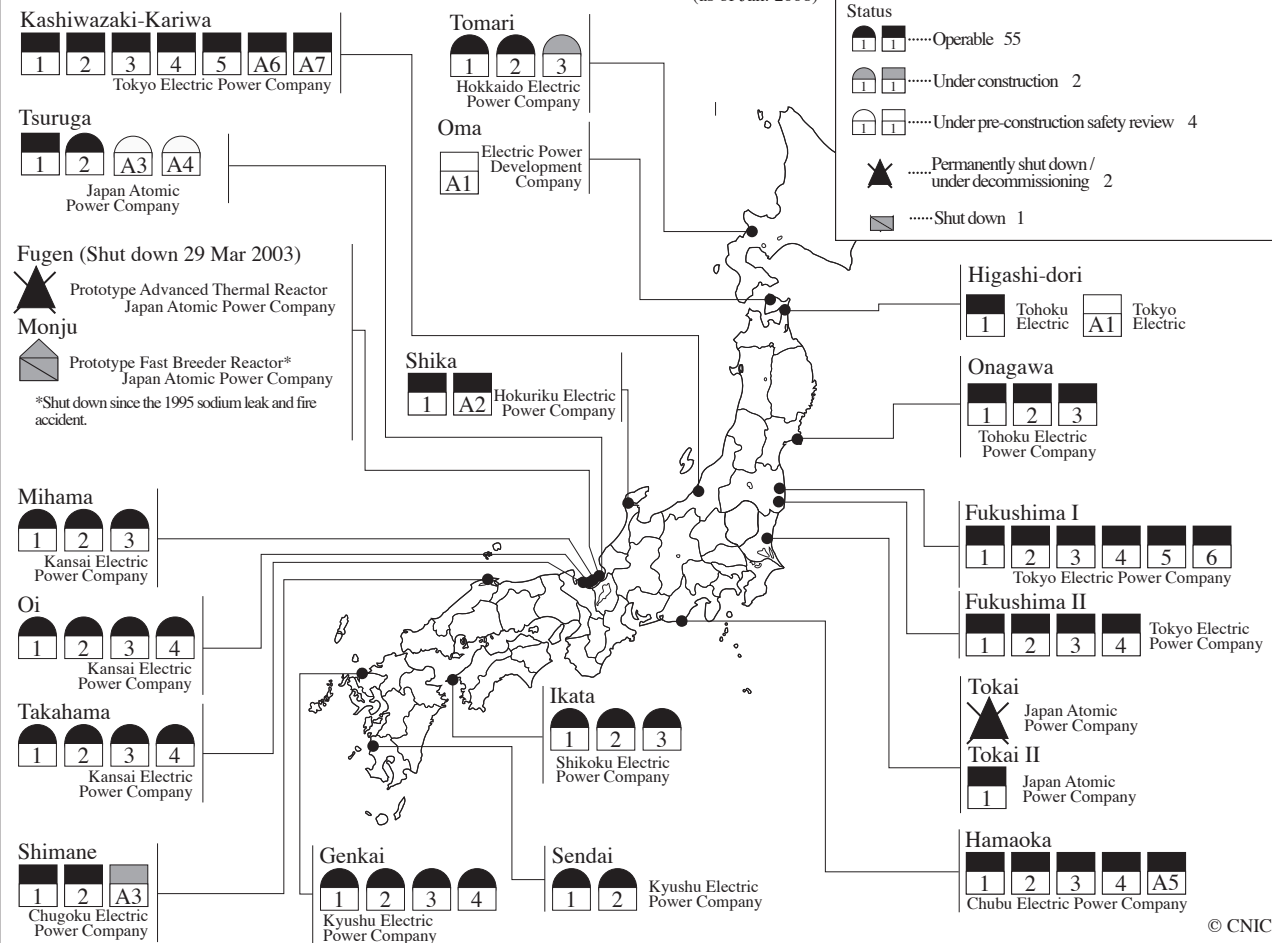 (as of Jan. 2006)
Kashiwazaki-Kariwa
1 2 3 4 5 A6 A7
Tokyo Electric Power Company
Tsuruga
1 2 A3 A4
Japan Atomic
Power Company
Fugen (Shut down 29 Mar 2003)
Prototype Advanced Thermal Reactor
Japan Atomic Power Company
Monju
Prototype Fast Breeder Reactor*
Japan Atomic Power Company
*Shut down since the 1995 sodium leak and fire
accident.
Mihama
1 2 3
Kansai Electric
Power Company
Oi
1 2 3 4
Kansai Electric
Power Company
Takahama
1 2 3 4
Kansai Electric
Power Company
Shimane
1 2 A3
Chugoku Electric
Power Company
Tomari
1 2 3
Hokkaido Electric
Power Company
Oma
A1
Electric Power
Development
Company
Shika
1 A2
Hokuriku Electric
Power Company
Ikata
1 2 3
Shikoku Electric
Power Company
Genkai
1 2 3 4
Kyushu Electric
Power Company
Sendai
1 2
Kyushu Electric
Power Company
Status
1 1 ······Operable 55
1 1 ······Under construction 2
1 1 ······Under pre-construction safety review 4
······Permanently shut down /
under decommissioning 2
······Shut down 1
Higashi-dori
1 Tohoku
Electric
A1 Tokyo
Electric
Onagawa
1 2 3
Tohoku Electric
Power Company
Fukushima I
1 2 3 4 5 6
Tokyo Electric Power Company
Fukushima II
1 2 3 4
Tokyo Electric
Power Company
Tokai
Japan Atomic
Power Company
Tokai II
1
Japan Atomic
Power Company
Hamaoka
1 2 3 4 A5
Chubu Electric Power Company
© CNIC